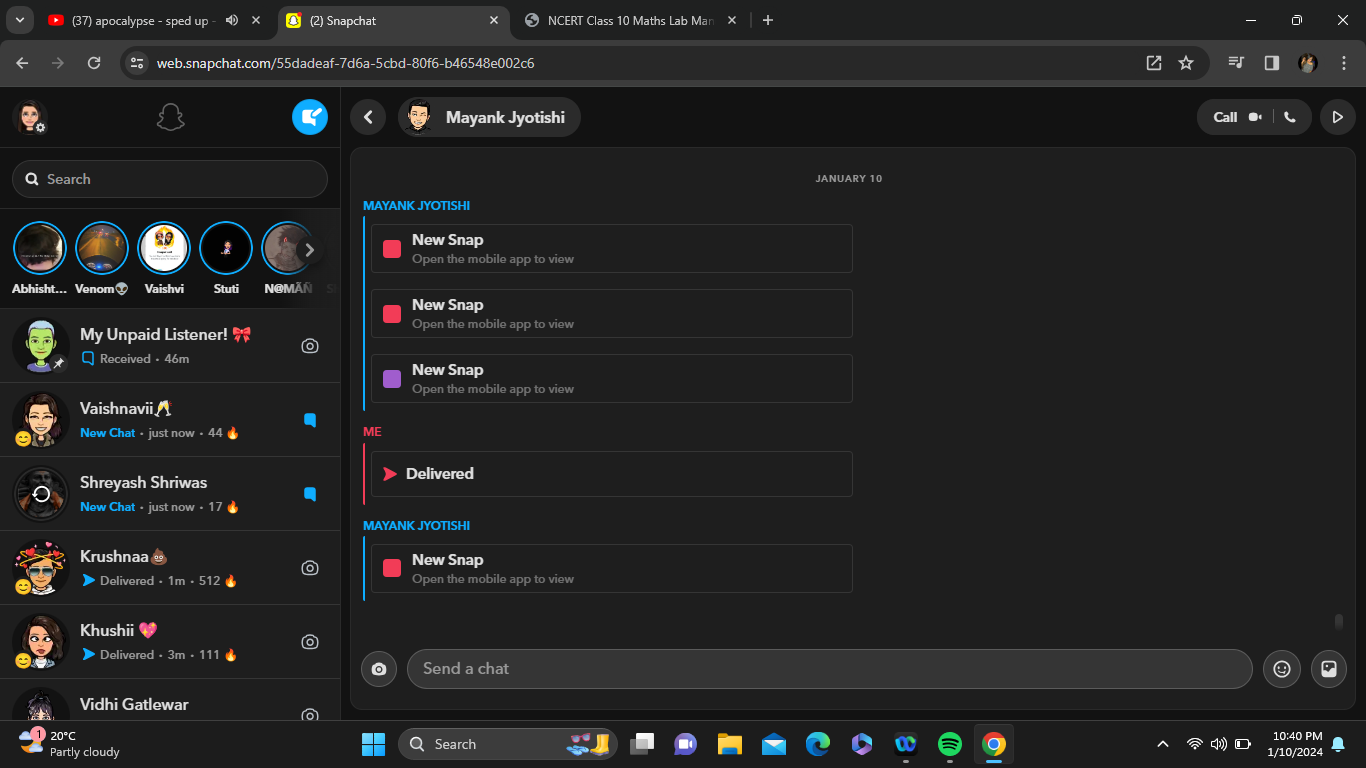 (37) apocalypse - sped up -
(2) Snapchat
NCERT Class 10 Maths Lab Man
web.snapchat.com/55dadeaf-7d6a-5cbd-80f6-b46548e002c6
Search
Abhisht...
Venom👽
Vaishvi
Stuti
N@MÃÑ
My Unpaid Listener! 🎀
Received · 46m
Vaishnavii🥂
New Chat · just now · 44 🔥
Shreyash Shriwas
New Chat · just now · 17 🔥
Krushnaa💩
Delivered · 1m · 512 🔥
Khushii 💖
Delivered · 3m · 111 🔥
Vidhi Gatlewar
Mayank Jyotishi
Call
JANUARY 10
MAYANK JYOTISHI
New Snap
Open the mobile app to view
New Snap
Open the mobile app to view
New Snap
Open the mobile app to view
ME
Delivered
MAYANK JYOTISHI
New Snap
Open the mobile app to view
Send a chat
1
20°C
Partly cloudy
Search
10:40 PM
1/10/2024